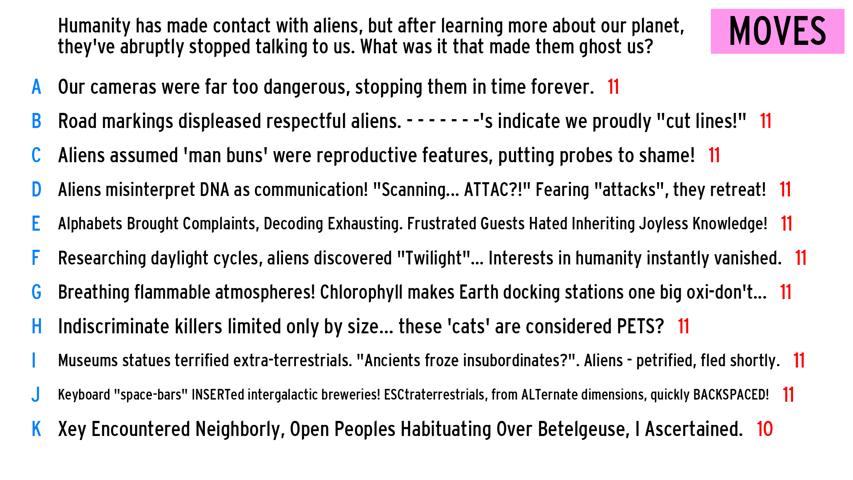 Humanity has made contact with aliens, but after learning more about our planet,
they've abruptly stopped talking to us. What was it that made them ghost us?
MOVES
A Our cameras were far too dangerous, stopping them in time forever. 11
B Road markings displeased respectful aliens. - - - - - - -'s indicate we proudly "cut lines!" 11
C Aliens assumed 'man buns' were reproductive features, putting probes to shame! 11
D Aliens misinterpret DNA as communication! "Scanning... ATTAC?!" Fearing "attacks", they retreat! 11
E Alphabets Brought Complaints, Decoding Exhausting. Frustrated Guests Hated Inheriting Joyless Knowledge! 11
F Researching daylight cycles, aliens discovered "Twilight"... Interests in humanity instantly vanished. 11
G Breathing flammable atmospheres! Chlorophyll makes Earth docking stations one big oxi-don't... 11
H Indiscriminate killers limited only by size... these 'cats' are considered PETS? 11
I Museums statues terrified extra-terrestrials. "Ancients froze insubordinates?". Aliens - petrified, fled shortly. 11
J Keyboard "space-bars" INSERTed intergalactic breweries! ESCtraterrestrials, from ALTernate dimensions, quickly BACKSPACED! 11
K Xey Encountered Neighborly, Open Peoples Habituating Over Betelgeuse, I Ascertained. 10